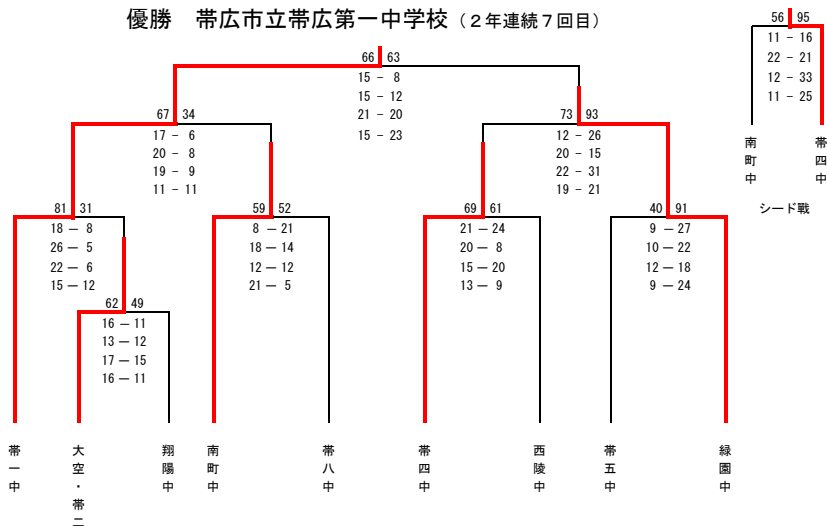 優勝　帯広市立帯広第一中学校（２年連続７回目）
66 63
15 － 8
15 － 12
21 － 20
15 － 23
56 95
11 － 16
22 － 21
12 － 33
11 － 25
南町中
帯四中
シード戦
67 34
17 － 6
20 － 8
19 － 9
11 － 11
73 93
12 － 26
20 － 15
22 － 31
19 － 21
81 31
18 － 8
26 － 5
22 － 6
15 － 12
59 52
8 － 21
18 － 14
12 － 12
21 － 5
69 61
21 － 24
20 － 8
15 － 20
13 － 9
40 91
9 － 27
10 － 22
12 － 18
9 － 24
62 49
16 － 11
13 － 12
17 － 15
16 － 11
帯一中
大空・帯二
翔陽中
南町中
帯八中
帯四中
西陵中
帯五中
緑園中